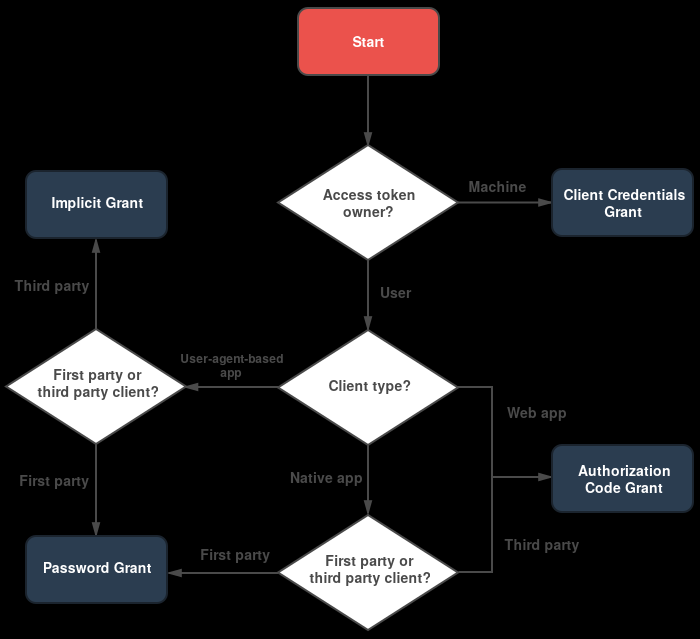 Start
Access token
owner?
Machine
Client Credentials
Grant
Implicit Grant
User
Third party
First party or
third party client?
User-agent-based
app
Client type?
Web app
Authorization
Code Grant
First party
Native app
Third party
Password Grant
First party
First party or
third party client?